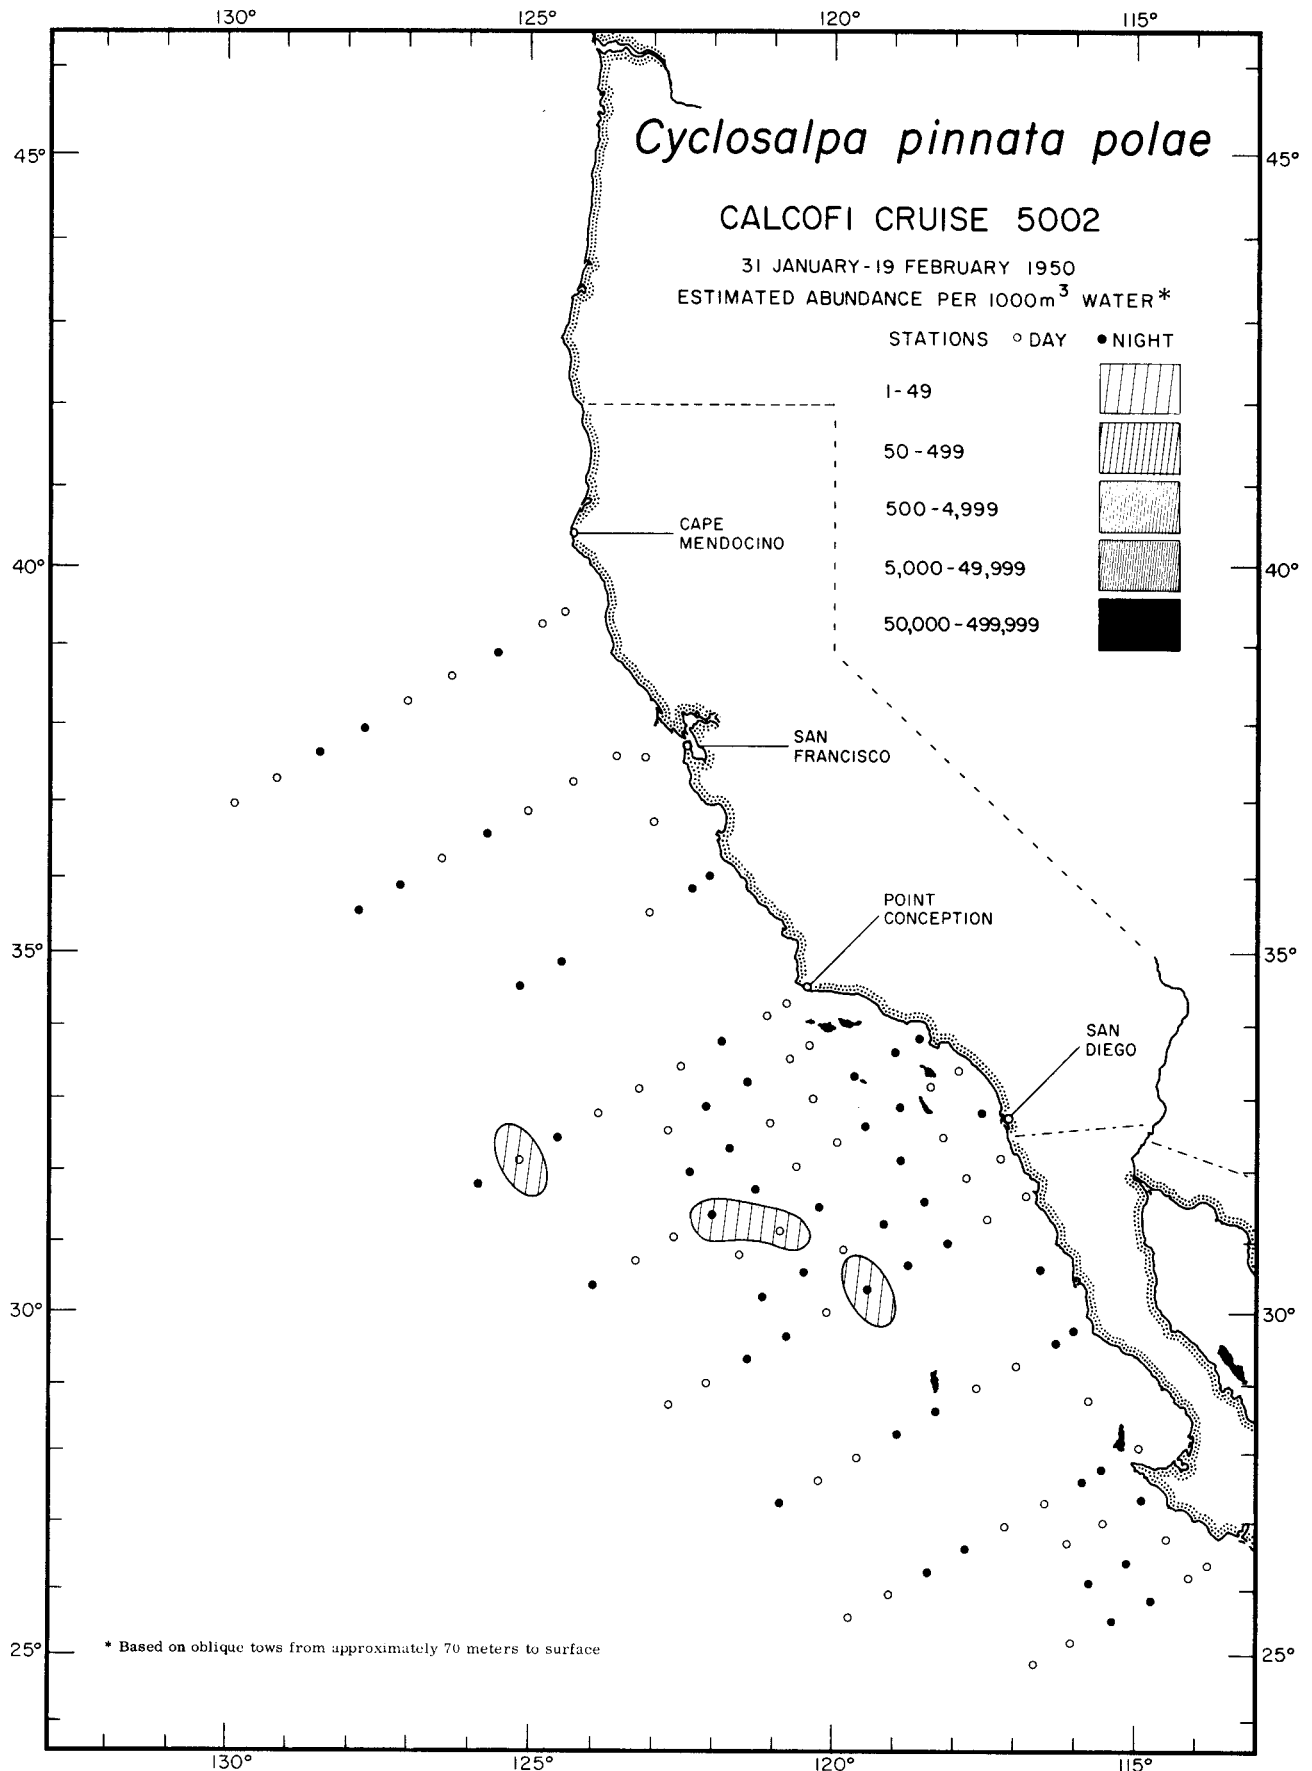 130° 125° 120° 115°
Cyclosalpa pinnata polae
45° 45°
CALCOFI CRUISE 5002
31 JANUARY-19 FEBRUARY 1950
ESTIMATED ABUNDANCE PER 1000m³ WATER*
STATIONS ○ DAY ● NIGHT
1-49
50-499
500-4,999
5,000-49,999
50,000-499,999
CAPE
MENDOCINO
40° 40°
SAN
FRANCISCO
POINT
CONCEPTION
35° 35°
SAN
DIEGO
30° 30°
* Based on oblique tows from approximately 70 meters to surface
25° 25°
130° 125° 120° 115°